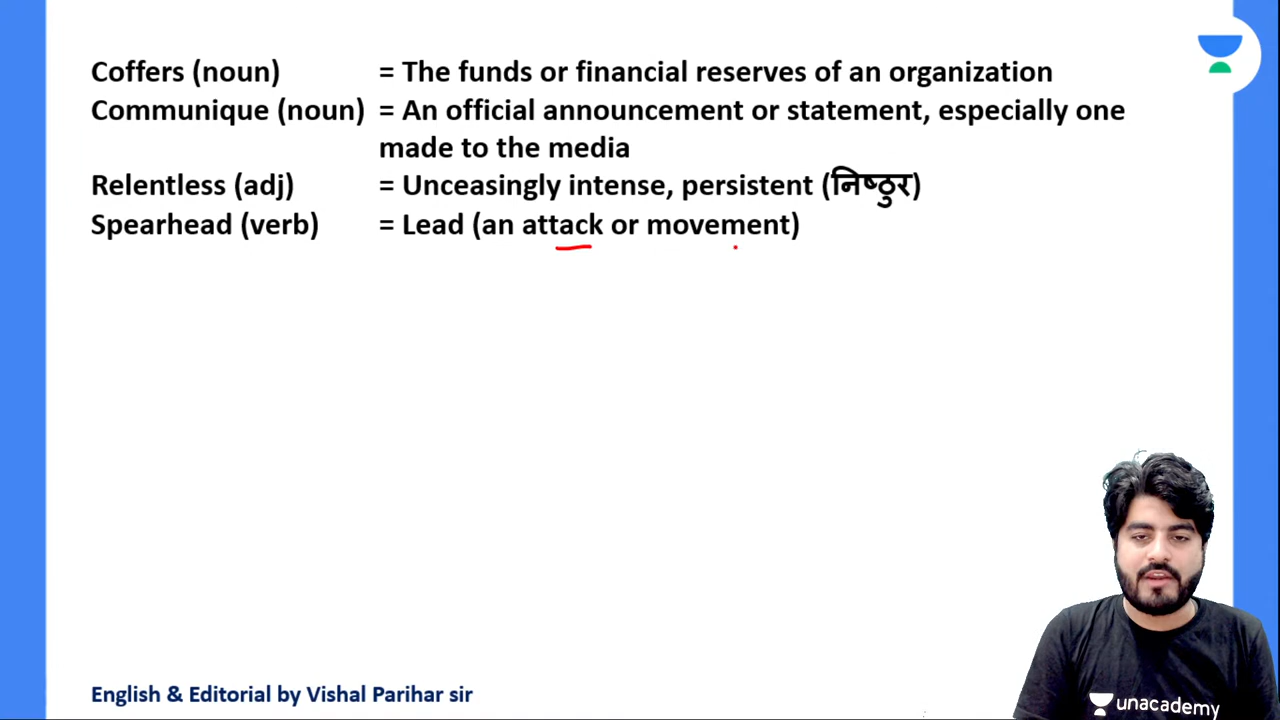 Coffers (noun) = The funds or financial reserves of an organization
Communique (noun) = An official announcement or statement, especially one
made to the media
Relentless (adj) = Unceasingly intense, persistent (निष्ठुर)
Spearhead (verb) = Lead (an attack or movement)
English & Editorial by Vishal Parihar sir
unacademy